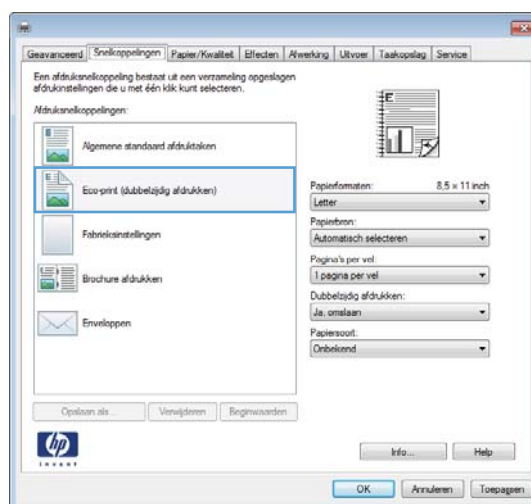 Geavanceerd Snelkoppelingen Papier/Kwaliteit Effecten Afwerking Uitvoer Taakopslag Service
Een afdruksnelkoppeling bestaat uit een verzameling opgeslagen
afdrukinstellingen die u met één klik kunt selecteren.
Afdruksnelkoppelingen:
Algemene standaard afdruktaken
Eco-print (dubbelzijdig afdrukken)
Fabrieksinstellingen
Brochure afdrukken
Enveloppen
Papierformaten: 8,5 × 11 inch
Letter
Papierbron:
Automatisch selecteren
Pagina's per vel
1 pagina per vel
Dubbelzijdig afdrukken:
Ja, omslaan
Papiersoort:
Onbekend
Opslaan als... Verwijderen Beginwaarden
hp
invent
Info... Help
OK Annuleren Toepassen